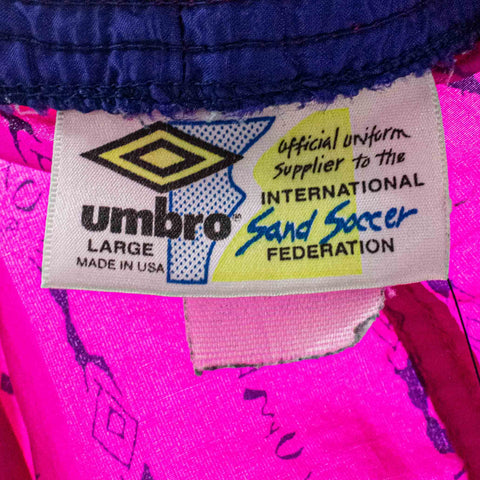 umbro
LARGE
MADE IN USA
official uniform
Supplier to the
INTERNATIONAL
Sand Soccer
FEDERATION